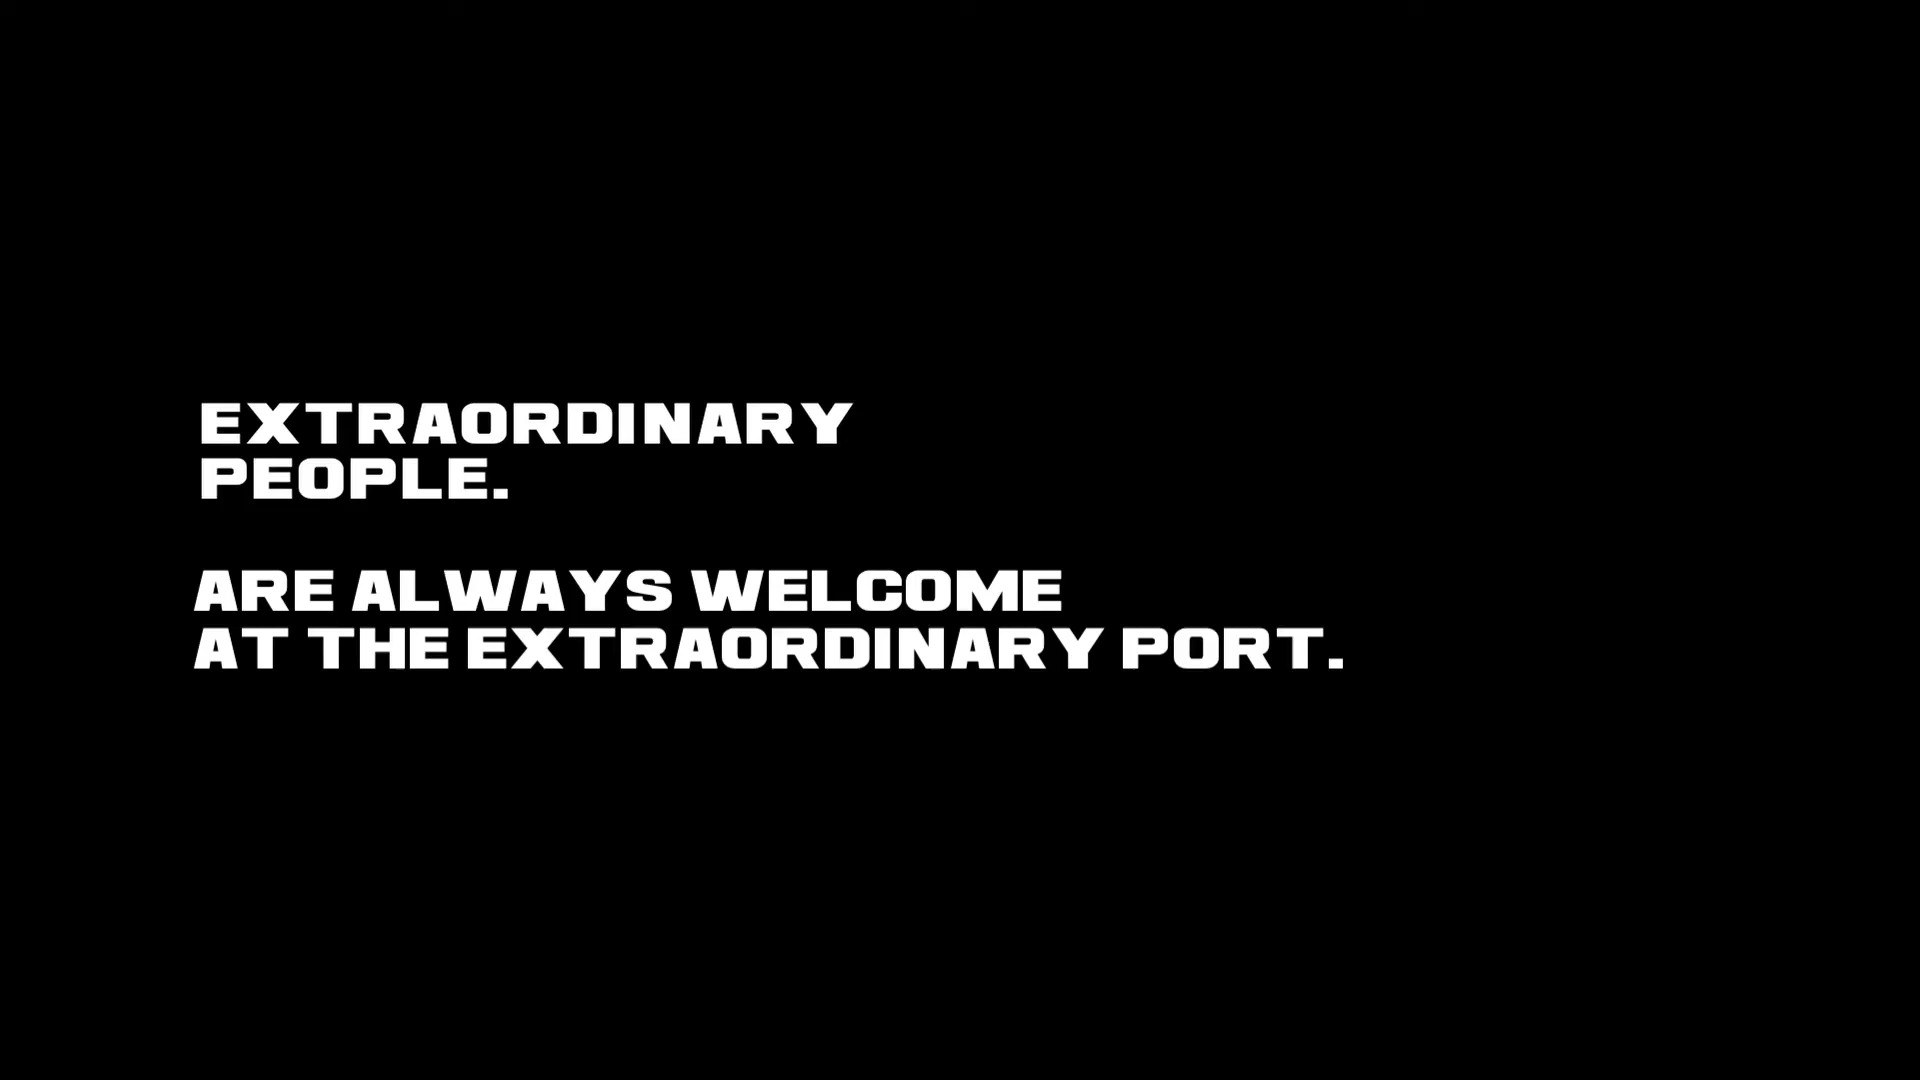 EXTRAORDINARY
PEOPLE.
ARE ALWAYS WELCOME
AT THE EXTRAORDINARY PORT.